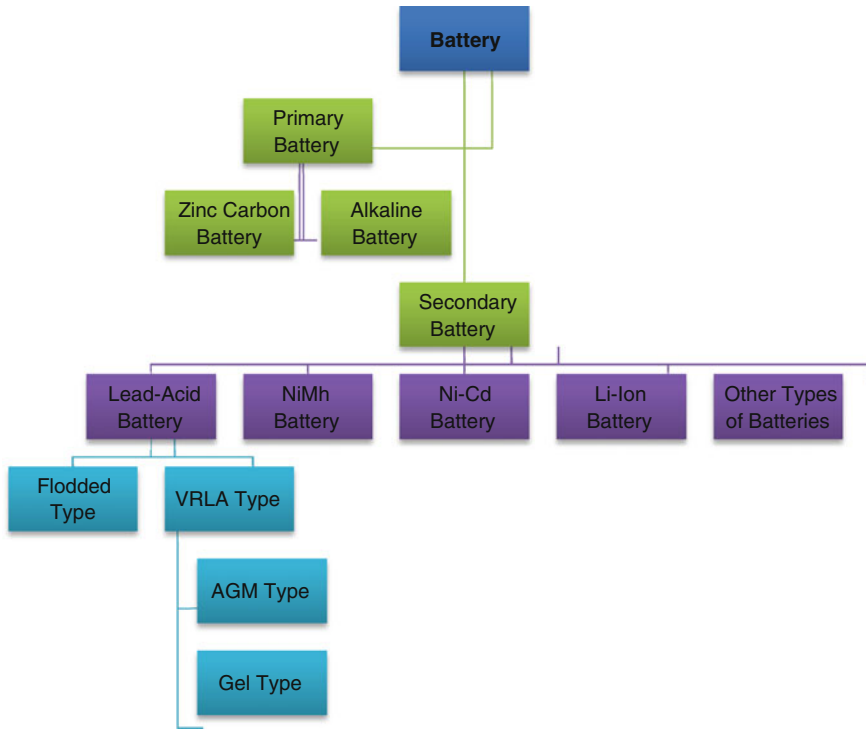 Battery
Primary
Battery
Zinc Carbon
Battery
Alkaline
Battery
Secondary
Battery
Lead-Acid
Battery
NiMh
Battery
Ni-Cd
Battery
Li-Ion
Battery
Other Types
of Batteries
Flodded
Type
VRLA Type
AGM Type
Gel Type